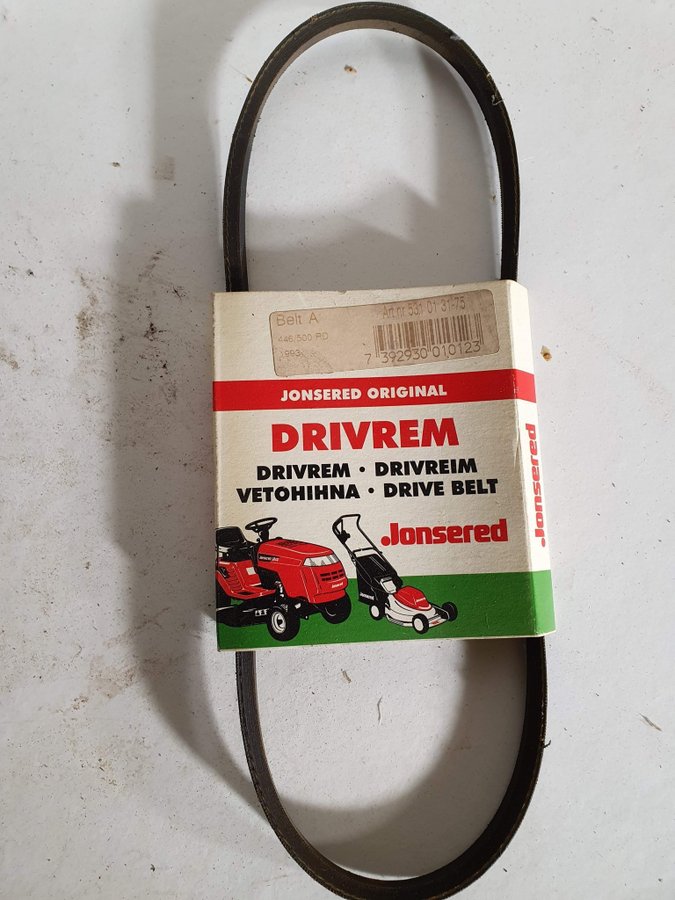 Belt A
Art nr 531 01 31-75
446/500 PD
1993
7 392930 010123
JONSERED ORIGINAL
DRIVREM
DRIVREM · DRIVREIM
VETOHIHNA · DRIVE BELT
Jonsered
Jonsered